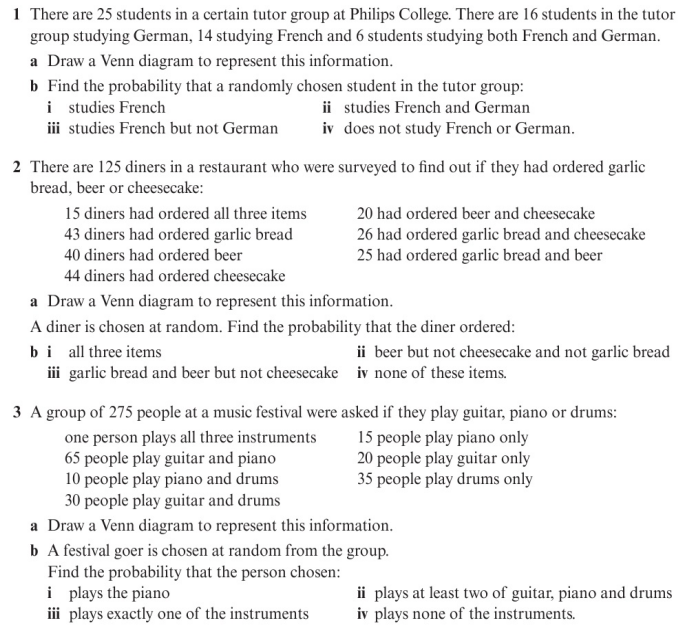 1 There are 25 students in a certain tutor group at Philips College. There are 16 students in the tutor
group studying German, 14 studying French and 6 students studying both French and German.
a Draw a Venn diagram to represent this information.
b Find the probability that a randomly chosen student in the tutor group:
i studies French ii studies French and German
iii studies French but not German iv does not study French or German.
2 There are 125 diners in a restaurant who were surveyed to find out if they had ordered garlic
bread, beer or cheesecake:
15 diners had ordered all three items 20 had ordered beer and cheesecake
43 diners had ordered garlic bread 26 had ordered garlic bread and cheesecake
40 diners had ordered beer 25 had ordered garlic bread and beer
44 diners had ordered cheesecake
a Draw a Venn diagram to represent this information.
A diner is chosen at random. Find the probability that the diner ordered:
b i all three items ii beer but not cheesecake and not garlic bread
iii garlic bread and beer but not cheesecake iv none of these items.
3 A group of 275 people at a music festival were asked if they play guitar, piano or drums:
one person plays all three instruments 15 people play piano only
65 people play guitar and piano 20 people play guitar only
10 people play piano and drums 35 people play drums only
30 people play guitar and drums
a Draw a Venn diagram to represent this information.
b A festival goer is chosen at random from the group.
Find the probability that the person chosen:
i plays the piano ii plays at least two of guitar, piano and drums
iii plays exactly one of the instruments iv plays none of the instruments.